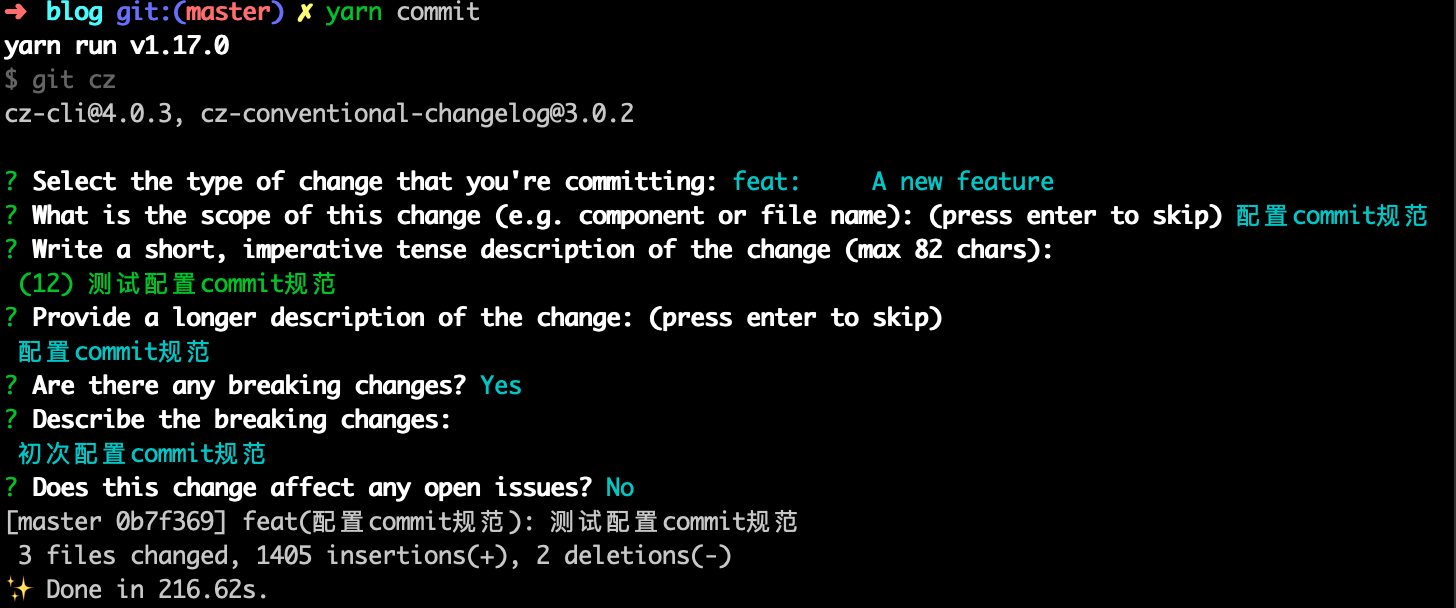 ➜ blog git:(master) ✗ yarn commit
yarn run v1.17.0
$ git cz
cz-cli@4.0.3, cz-conventional-changelog@3.0.2
? Select the type of change that you're committing: feat:     A new feature
? What is the scope of this change (e.g. component or file name): (press enter to skip) 配置commit规范
? Write a short, imperative tense description of the change (max 82 chars):
(12) 测试配置commit规范
? Provide a longer description of the change: (press enter to skip)
配置commit规范
? Are there any breaking changes? Yes
? Describe the breaking changes:
初次配置commit规范
? Does this change affect any open issues? No
[master 0b7f369] feat(配置commit规范): 测试配置commit规范
3 files changed, 1405 insertions(+), 2 deletions(-)
✨ Done in 216.62s.